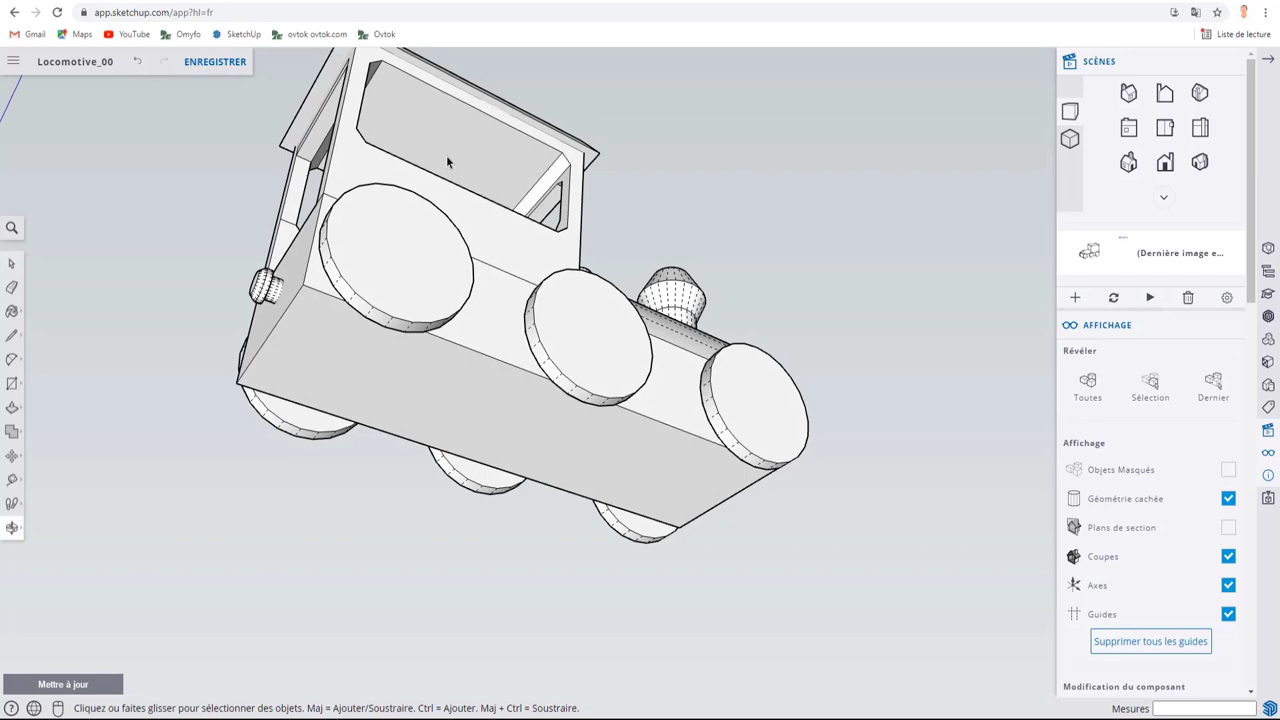 app.sketchup.com/app?hl=fr
Gmail Maps YouTube Omyfo SketchUp ovtok ovtok.com Ovtok Liste de lecture
Locomotive_00 ENREGISTRER
SCÈNES
(Dernière image e...
AFFICHAGE
Révéler
Toutes Sélection Dernier
Affichage
Objets Masqués
Géométrie cachée
Plans de section
Coupes
Axes
Guides
Supprimer tous les guides
Modification du composant
Mettre à jour
Cliquez ou faites glisser pour sélectionner des objets. Maj = Ajouter/Soustraire. Ctrl = Ajouter. Maj + Ctrl = Soustraire.
Mesures